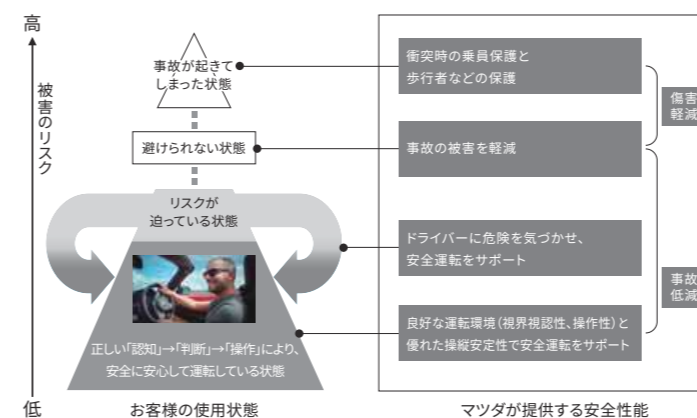 高
被害のリスク
低
事故が起きて
しまった状態
避けられない状態
リスクが
迫っている状態
正しい「認知」→「判断」→「操作」により、
安全に安心して運転している状態
お客様の使用状態
衝突時の乗員保護と
歩行者などの保護
事故の被害を軽減
ドライバーに危険を気づかせ、
安全運転をサポート
良好な運転環境（視界視認性、操作性）と
優れた操縦安定性で安全運転をサポート
傷害
軽減
事故
低減
マツダが提供する安全性能